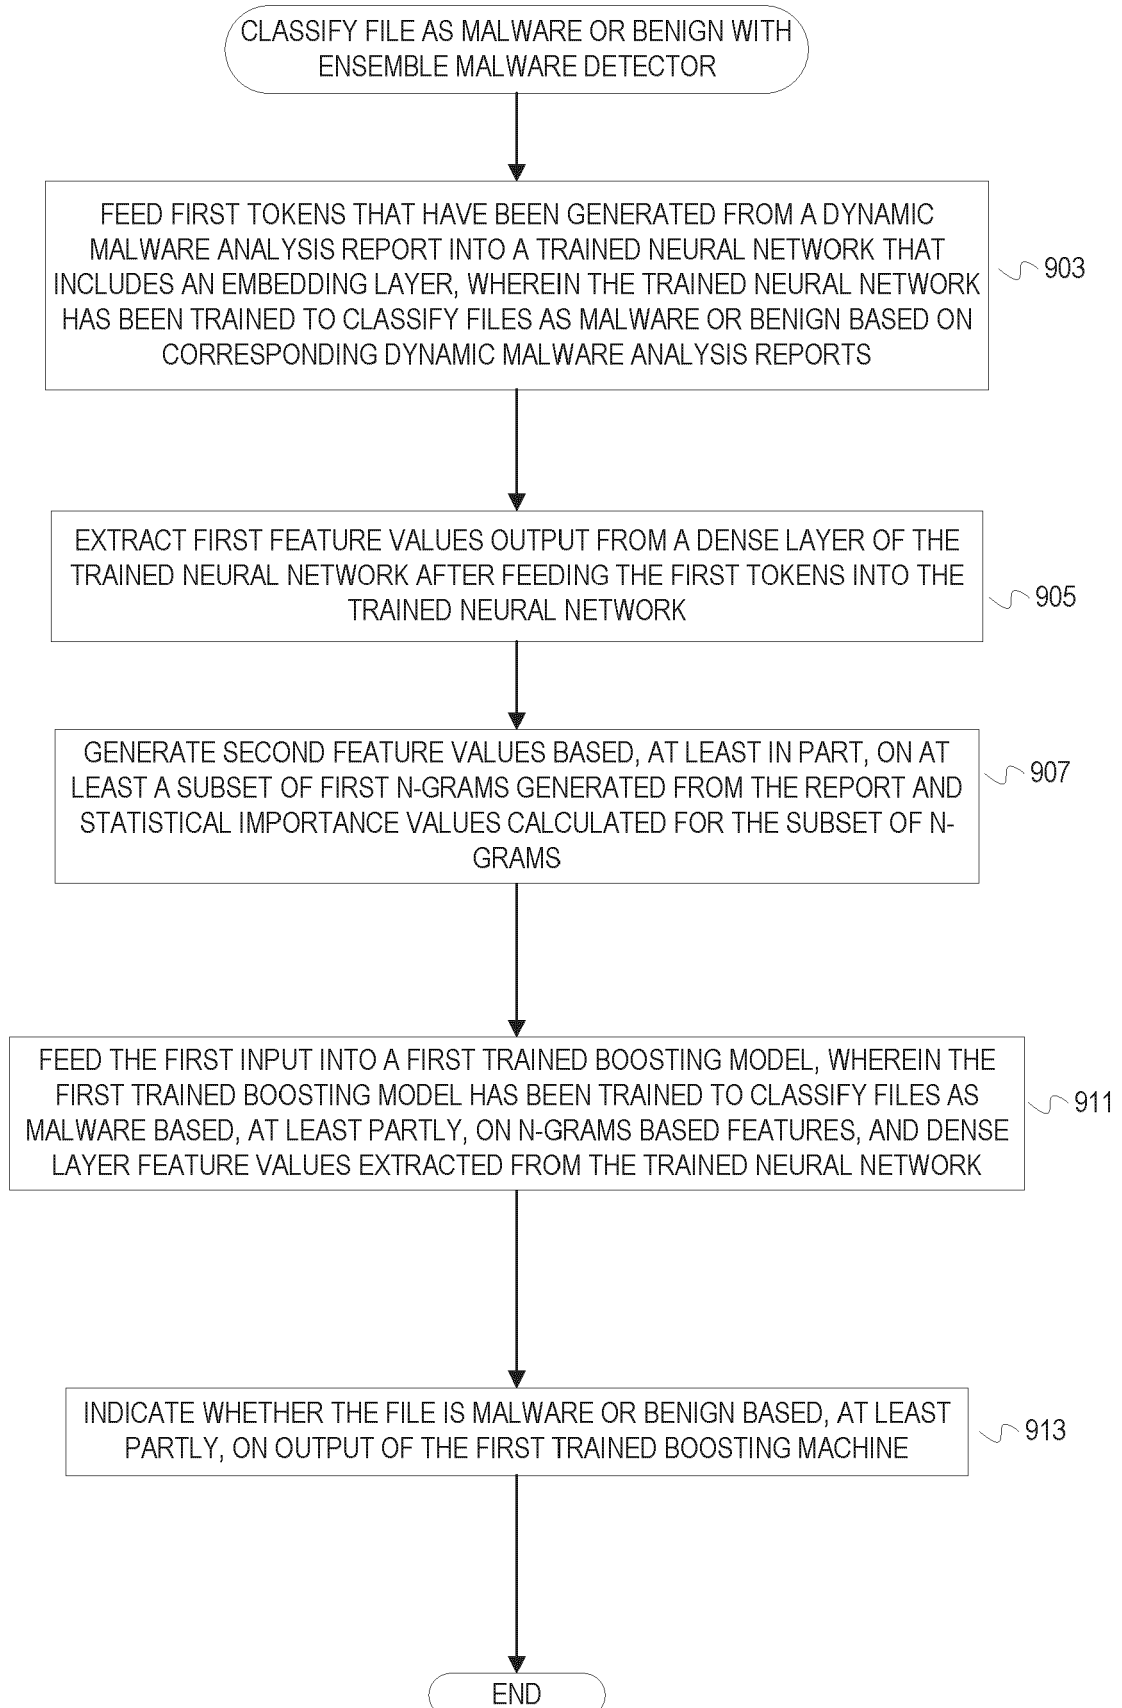 CLASSIFY FILE AS MALWARE OR BENIGN WITH
ENSEMBLE MALWARE DETECTOR
FEED FIRST TOKENS THAT HAVE BEEN GENERATED FROM A DYNAMIC
MALWARE ANALYSIS REPORT INTO A TRAINED NEURAL NETWORK THAT
INCLUDES AN EMBEDDING LAYER, WHEREIN THE TRAINED NEURAL NETWORK
HAS BEEN TRAINED TO CLASSIFY FILES AS MALWARE OR BENIGN BASED ON
CORRESPONDING DYNAMIC MALWARE ANALYSIS REPORTS
903
EXTRACT FIRST FEATURE VALUES OUTPUT FROM A DENSE LAYER OF THE
TRAINED NEURAL NETWORK AFTER FEEDING THE FIRST TOKENS INTO THE
TRAINED NEURAL NETWORK
905
GENERATE SECOND FEATURE VALUES BASED, AT LEAST IN PART, ON AT
LEAST A SUBSET OF FIRST N-GRAMS GENERATED FROM THE REPORT AND
STATISTICAL IMPORTANCE VALUES CALCULATED FOR THE SUBSET OF N-
GRAMS
907
FEED THE FIRST INPUT INTO A FIRST TRAINED BOOSTING MODEL, WHEREIN THE
FIRST TRAINED BOOSTING MODEL HAS BEEN TRAINED TO CLASSIFY FILES AS
MALWARE BASED, AT LEAST PARTLY, ON N-GRAMS BASED FEATURES, AND DENSE
LAYER FEATURE VALUES EXTRACTED FROM THE TRAINED NEURAL NETWORK
911
INDICATE WHETHER THE FILE IS MALWARE OR BENIGN BASED, AT LEAST
PARTLY, ON OUTPUT OF THE FIRST TRAINED BOOSTING MACHINE
913
END